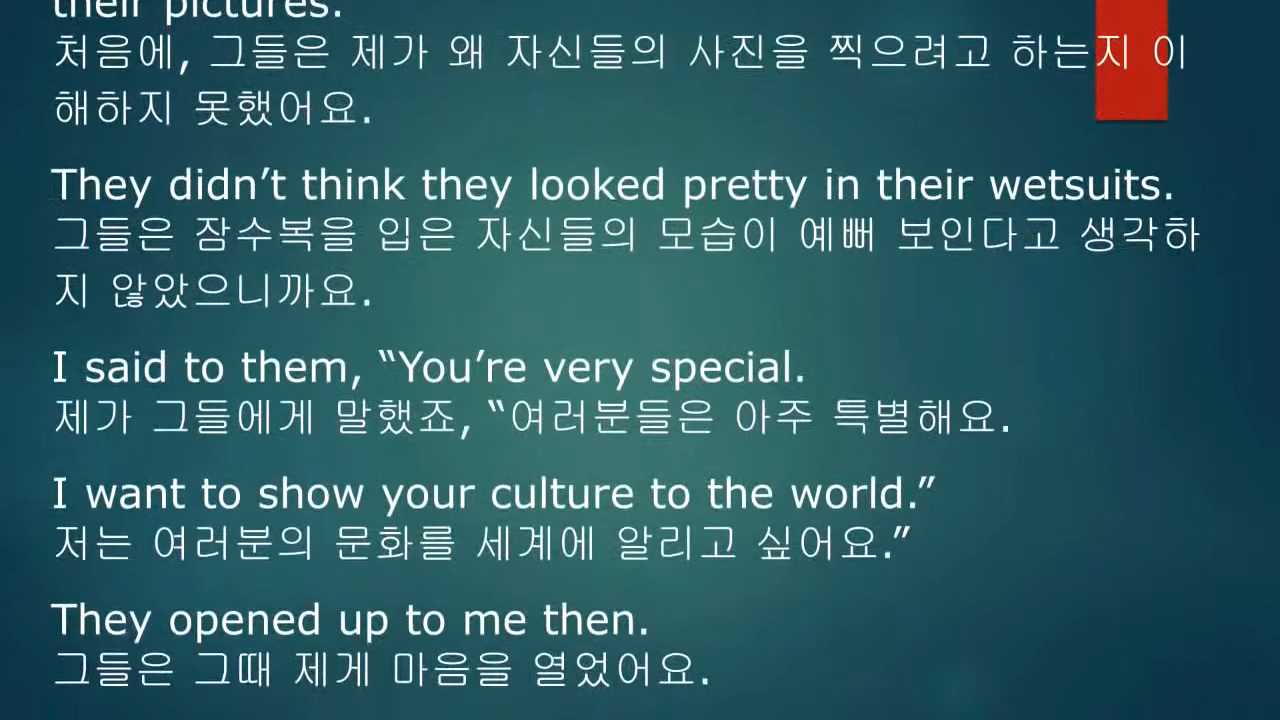 their pictures.
처음에, 그들은 제가 왜 자신들의 사진을 찍으려고 하는지 이
해하지 못했어요.
They didn’t think they looked pretty in their wetsuits.
그들은 잠수복을 입은 자신들의 모습이 예뻐 보인다고 생각하
지 않았으니까요.
I said to them, “You’re very special.
제가 그들에게 말했죠, “여러분들은 아주 특별해요.
I want to show your culture to the world.”
저는 여러분의 문화를 세계에 알리고 싶어요.”
They opened up to me then.
그들은 그때 제게 마음을 열었어요.